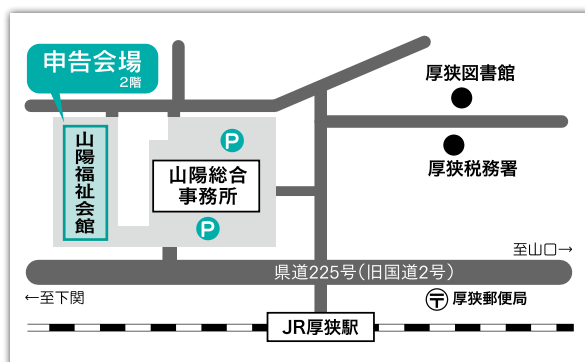 申告会場
2階
厚狭図書館
山陽福祉会館
P
山陽総合
事務所
厚狭税務署
P
至山口→
県道225号(旧国道2号)
←至下関
〒厚狭郵便局
JR厚狭駅